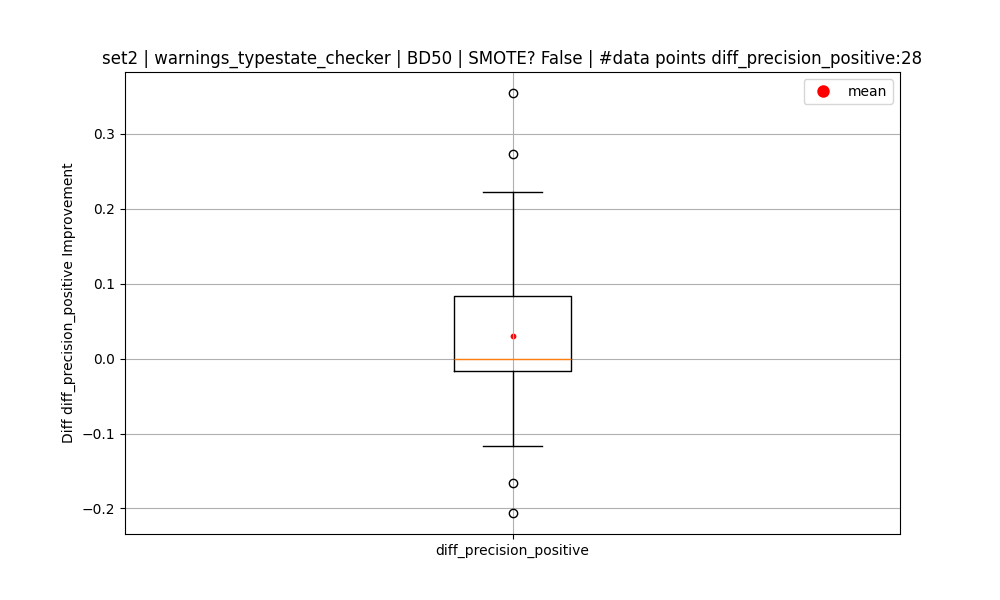 set2 | warnings_typestate_checker | BD50 | SMOTE? False | #data points diff_precision_positive:28
mean
Diff diff_precision_positive Improvement
0.3
0.2
0.1
0.0
−0.1
−0.2
diff_precision_positive